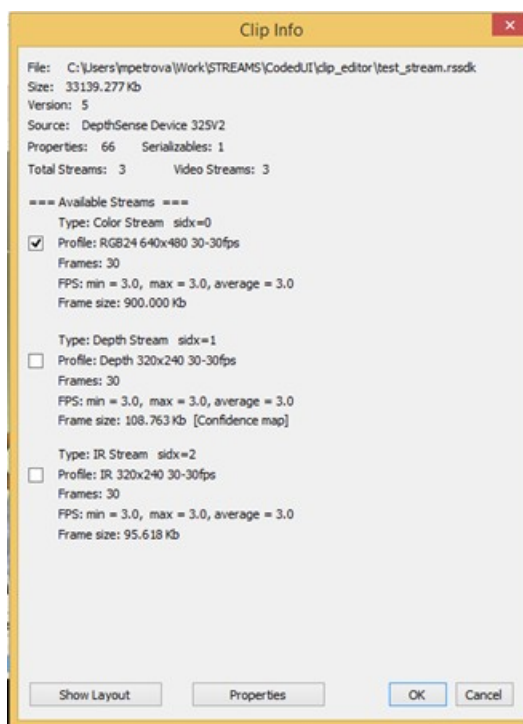 Clip Info
File: C:\Users\mpetrova\Work\STREAMS\CodedUI\clip_editor\test_stream.rssdk
Size: 33139.277 Kb
Version: 5
Source: DepthSense Device 325V2
Properties: 66 Serializables: 1
Total Streams: 3 Video Streams: 3
=== Available Streams ===
Type: Color Stream sidx=0
Profile: RGB24 640x480 30-30fps
Frames: 30
FPS: min = 3.0, max = 3.0, average = 3.0
Frame size: 900.000 Kb
Type: Depth Stream sidx=1
Profile: Depth 320x240 30-30fps
Frames: 30
FPS: min = 3.0, max = 3.0, average = 3.0
Frame size: 108.763 Kb [Confidence map]
Type: IR Stream sidx=2
Profile: IR 320x240 30-30fps
Frames: 30
FPS: min = 3.0, max = 3.0, average = 3.0
Frame size: 95.618 Kb
Show Layout Properties OK Cancel